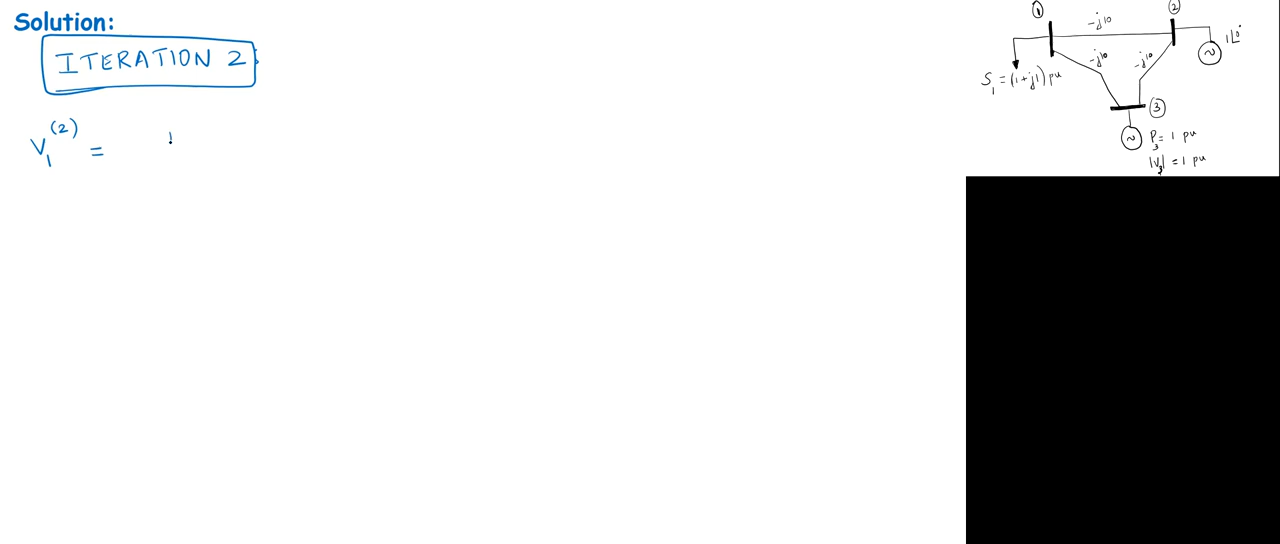 Solution:
ITERATION 2:
V₁⁽²⁾ =
① -j10 ②
1∠0°
-j10 -j10
S₁ = (1+j1) pu
③
P₃ = 1 pu
|V₃| = 1 pu